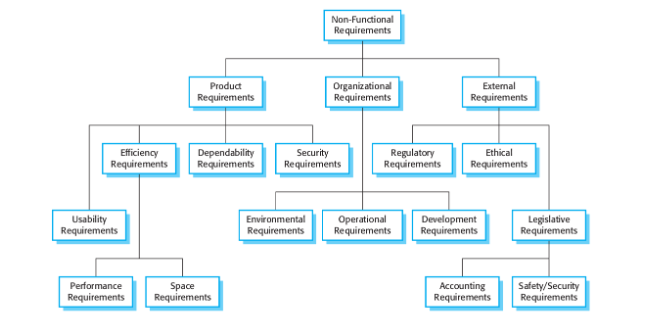 Non-Functional
Requirements
Product
Requirements
Organizational
Requirements
External
Requirements
Efficiency
Requirements
Dependability
Requirements
Security
Requirements
Regulatory
Requirements
Ethical
Requirements
Usability
Requirements
Environmental
Requirements
Operational
Requirements
Development
Requirements
Legislative
Requirements
Performance
Requirements
Space
Requirements
Accounting
Requirements
Safety/Security
Requirements